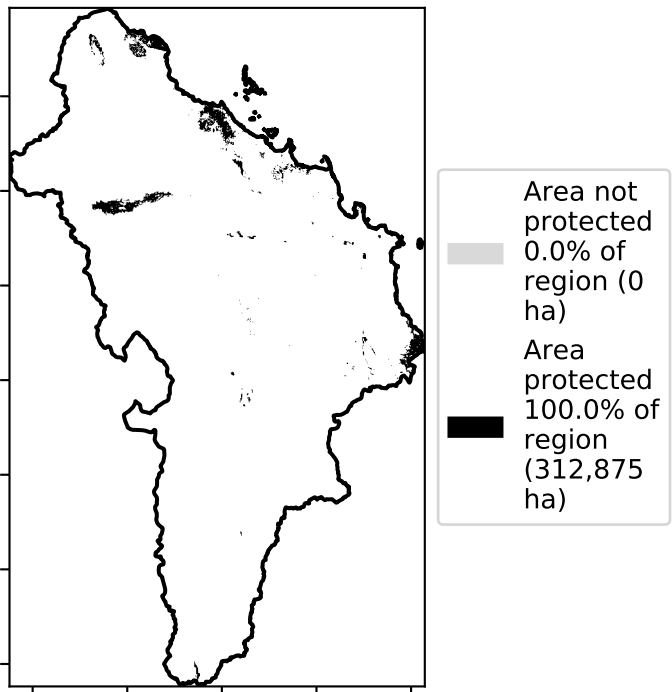 Area not
protected
0.0% of
region (0
ha)
Area
protected
100.0% of
region
(312,875
ha)